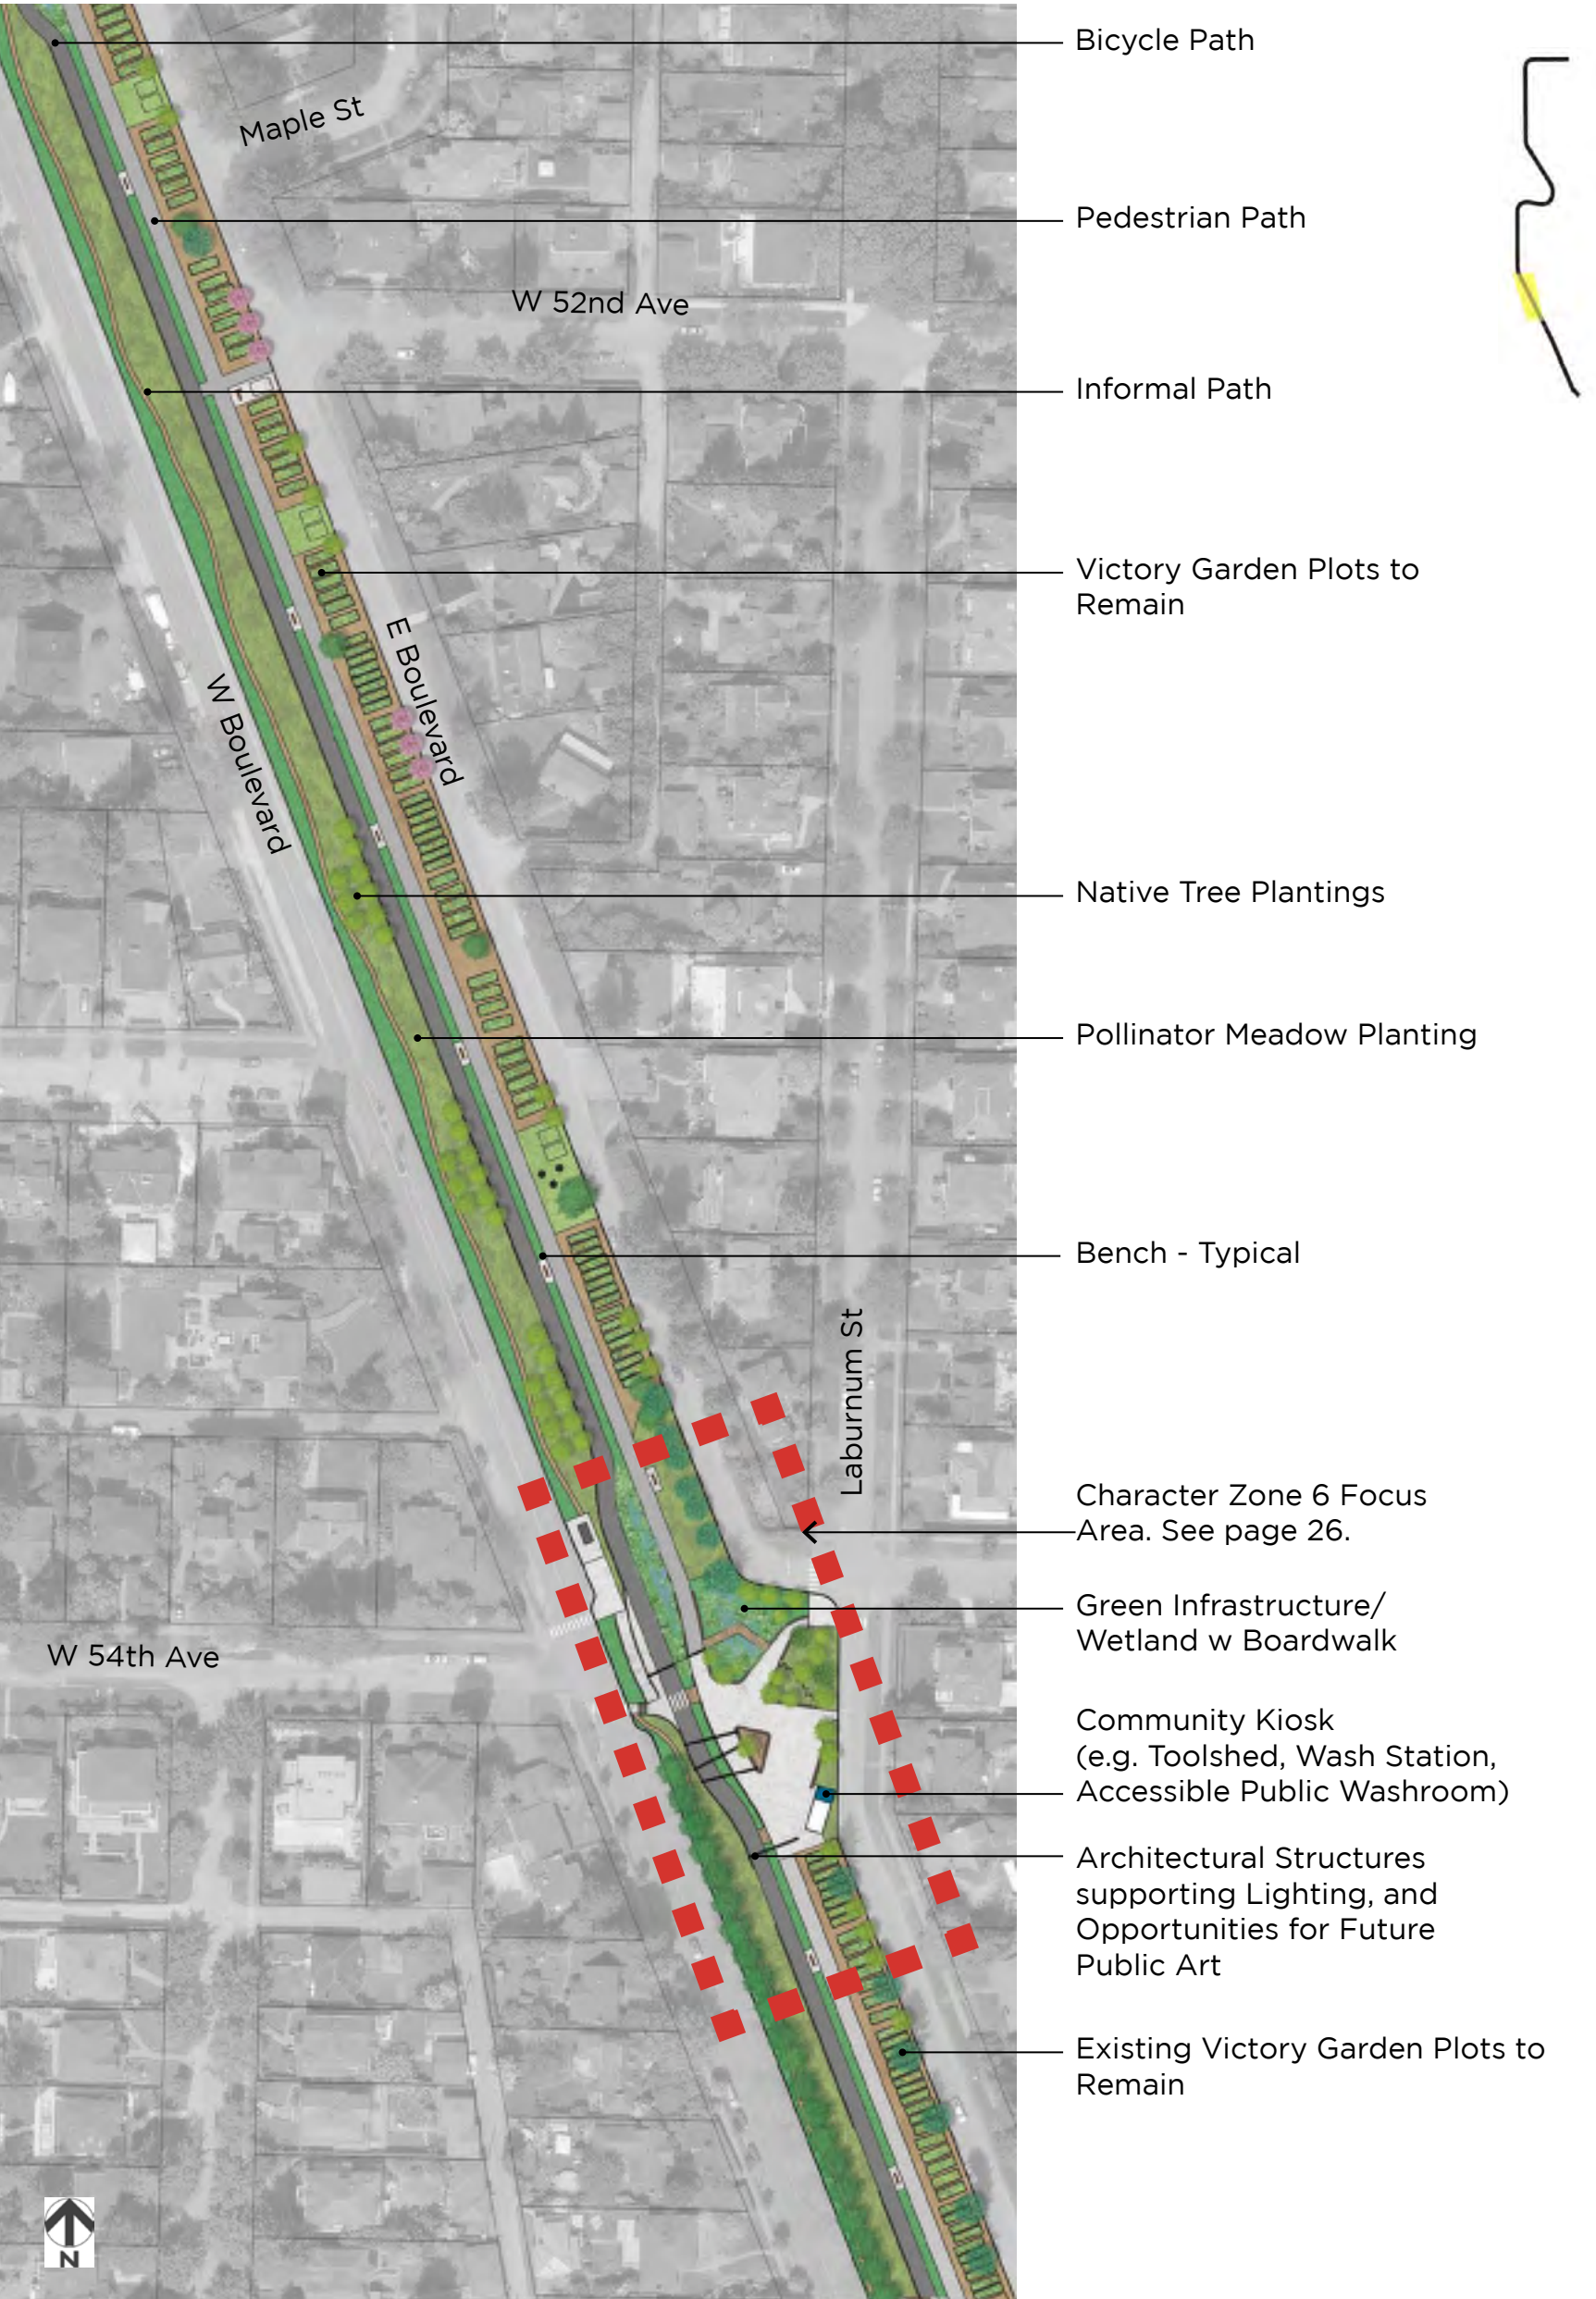 Bicycle Path
Maple St
Pedestrian Path
W 52nd Ave
Informal Path
Victory Garden Plots to
Remain
E Boulevard
W Boulevard
Native Tree Plantings
Pollinator Meadow Planting
Bench - Typical
Laburnum St
Character Zone 6 Focus
Area. See page 26.
Green Infrastructure/
Wetland w Boardwalk
W 54th Ave
Community Kiosk
(e.g. Toolshed, Wash Station,
Accessible Public Washroom)
Architectural Structures
supporting Lighting, and
Opportunities for Future
Public Art
Existing Victory Garden Plots to
Remain
N